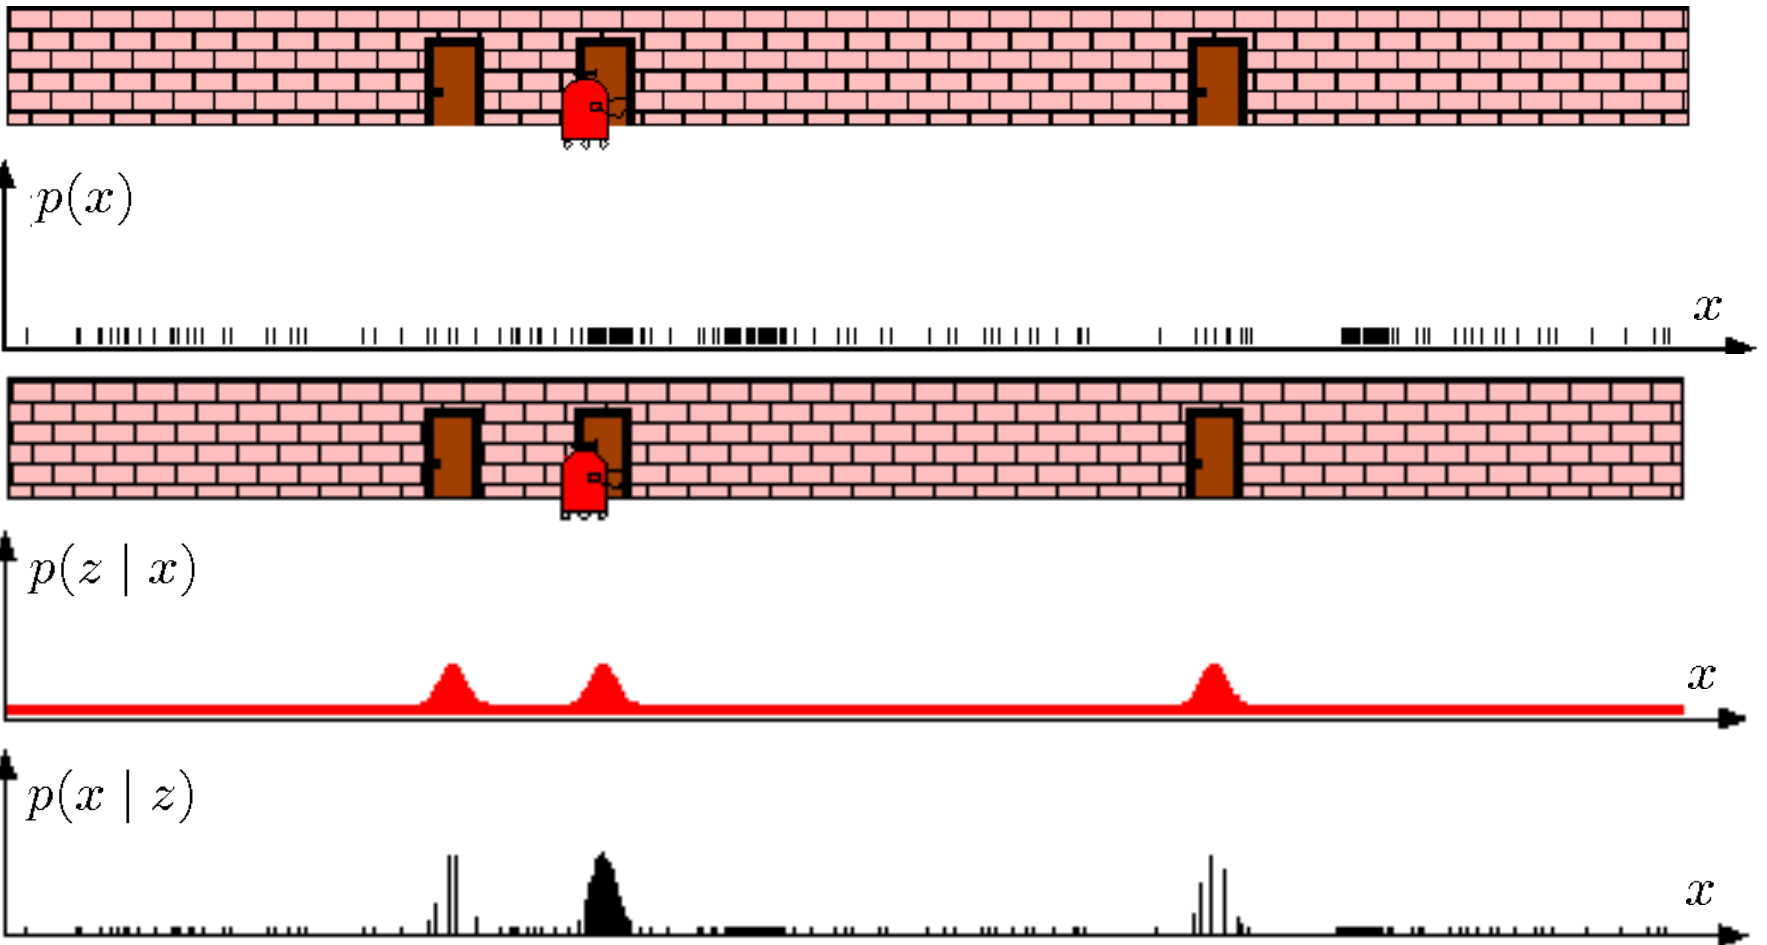 p(x)
x
p(z | x)
x
p(x | z)
x